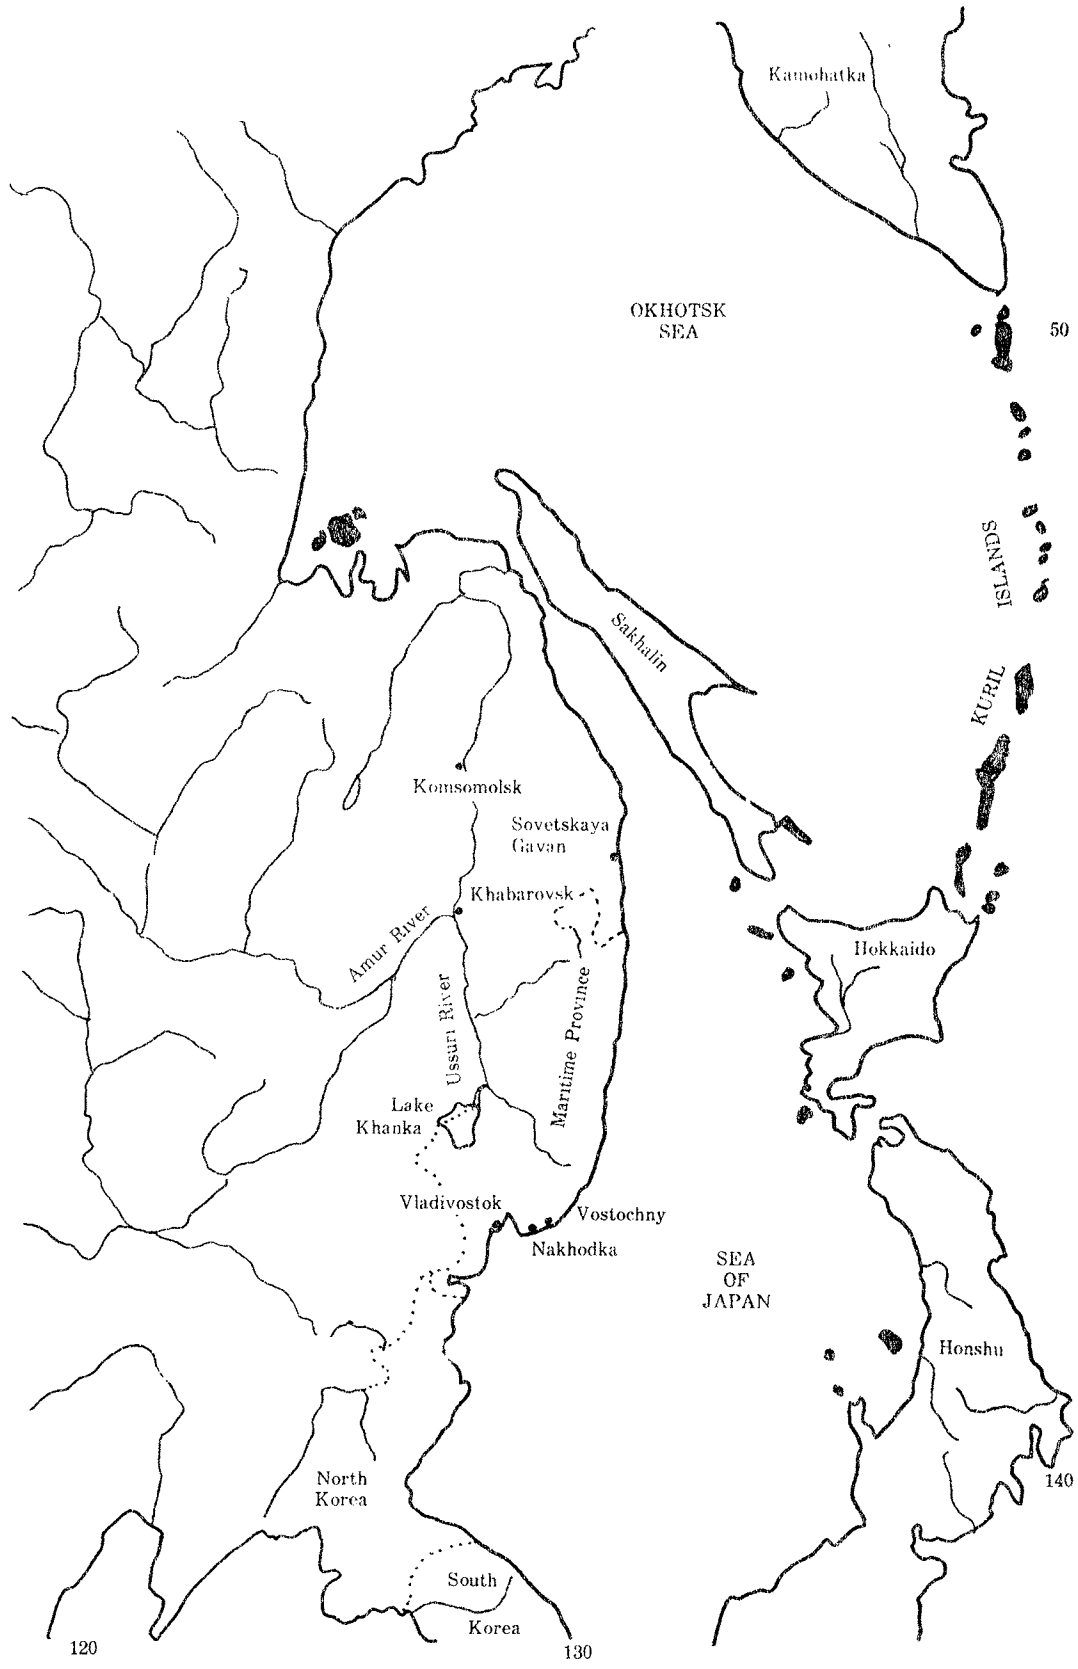 Kamohatka
OKHOTSK
SEA
50
ISLANDS
KURIL
Sakhalin
Komsomolsk
Sovetskaya
Gavan
Khabarovsk
Amur River
Hokkaido
Ussuri River
Maritime Province
Lake
Khanka
Vladivostok
Vostochny
Nakhodka
SEA
OF
JAPAN
Honshu
North
Korea
140
South
Korea
120
130